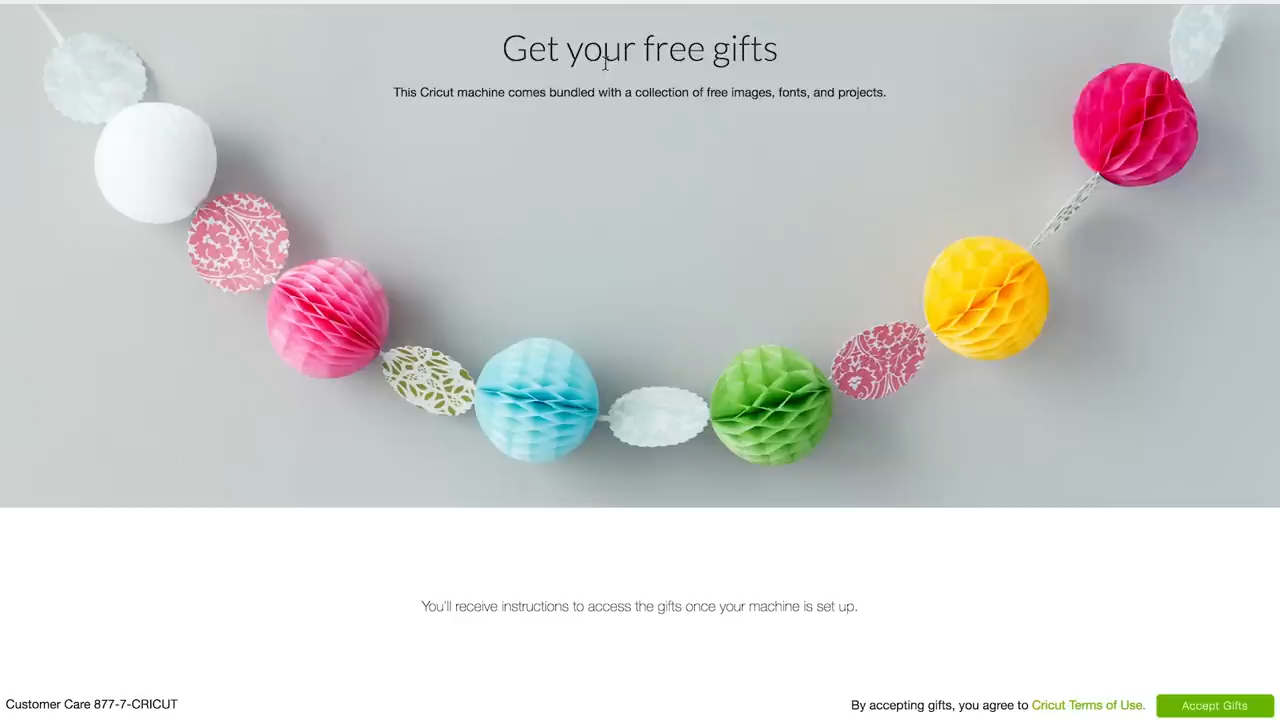 Get your free gifts
This Cricut machine comes bundled with a collection of free images, fonts, and projects.
You'll receive instructions to access the gifts once your machine is set up.
Customer Care 877-7-CRICUT
By accepting gifts, you agree to Cricut Terms of Use.
Accept Gifts